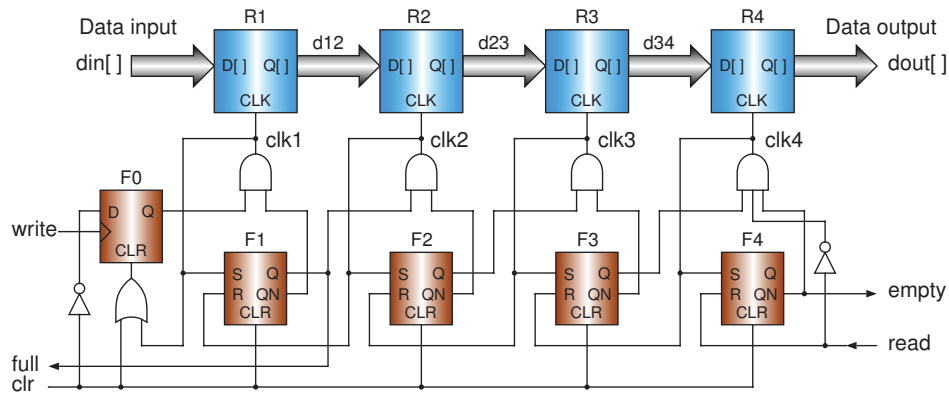 Data input R1 R2 R3 R4 Data output
din[ ] d12 d23 d34 dout[ ]
D[ ] Q[ ] D[ ] Q[ ] D[ ] Q[ ] D[ ] Q[ ]
CLK CLK CLK CLK
clk1 clk2 clk3 clk4
F0
D Q
write
CLR
F1 F2 F3 F4
S Q S Q S Q S Q
R QN R QN R QN R QN
CLR CLR CLR CLR
empty
read
full
clr